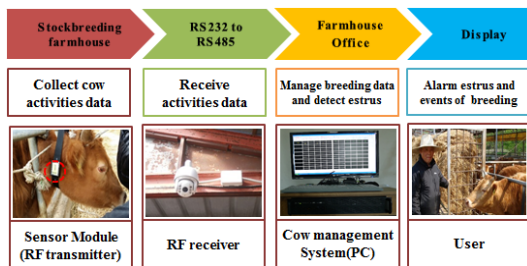 Stockbreeding
farmhouse
RS232 to
RS485
Farmhouse
Office
Display
Collect cow
activities data
Receive
activities data
Manage breeding data
and detect estrus
Alarm estrus and
events of breeding
Sensor Module
(RF transmitter)
RF receiver
Cow management
System(PC)
User